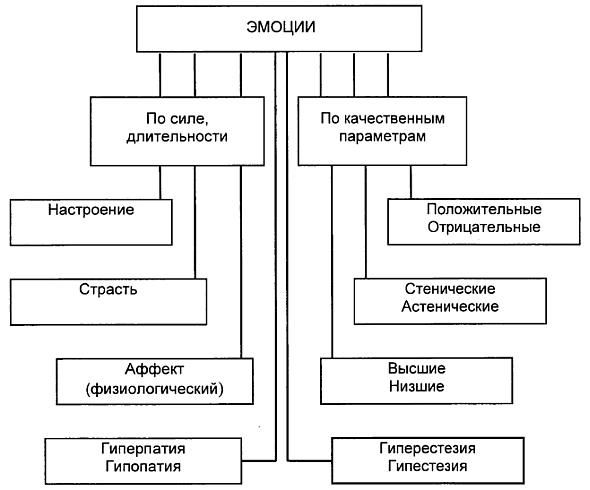 ЭМОЦИИ
По силе,
длительности
По качественным
параметрам
Настроение
Положительные
Отрицательные
Страсть
Стенические
Астенические
Аффект
(физиологический)
Высшие
Низшие
Гиперпатия
Гипопатия
Гиперестезия
Гипестезия